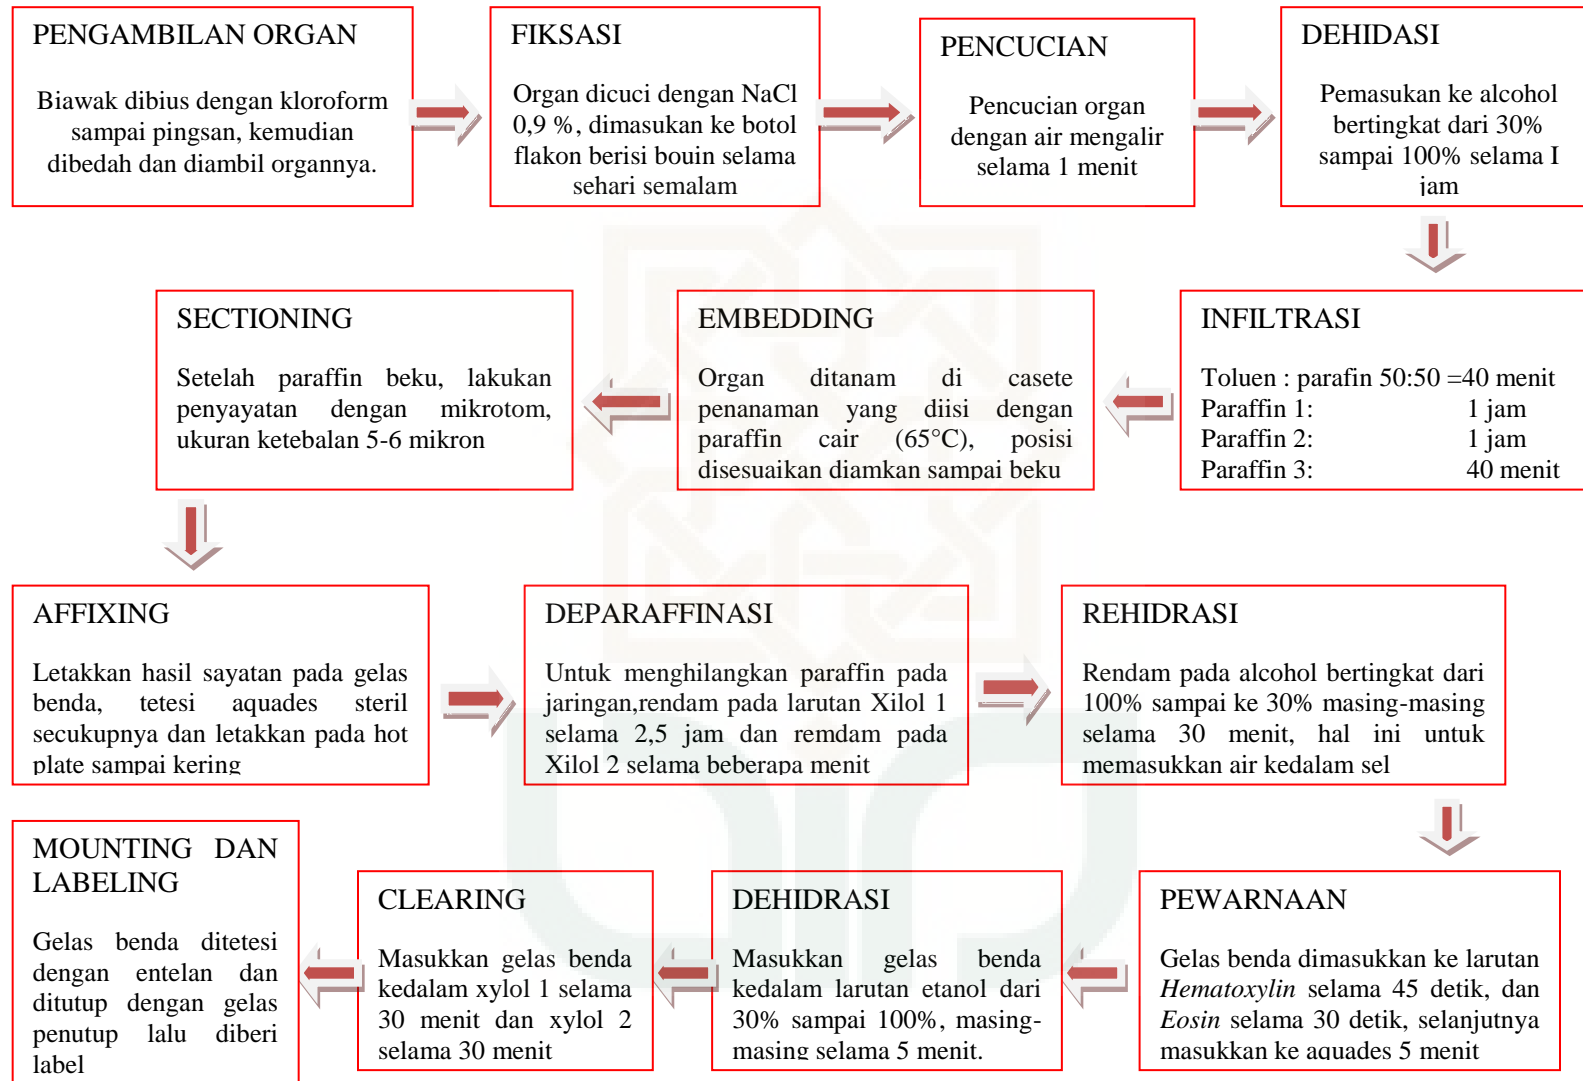 PENGAMBILAN ORGAN
Biawak dibius dengan kloroform
sampai pingsan, kemudian
dibedah dan diambil organnya.
FIKSASI
Organ dicuci dengan NaCl
0,9 %, dimasukan ke botol
flakon berisi bouin selama
sehari semalam
PENCUCIAN
Pencucian organ
dengan air mengalir
selama 1 menit
DEHIDASI
Pemasukan ke alcohol
bertingkat dari 30%
sampai 100% selama I
jam
INFILTRASI
Toluen : parafin 50:50 =40 menit
Paraffin 1: 1 jam
Paraffin 2: 1 jam
Paraffin 3: 40 menit
EMBEDDING
Organ ditanam di casete
penanaman yang diisi dengan
paraffin cair (65°C), posisi
disesuaikan diamkan sampai beku
SECTIONING
Setelah paraffin beku, lakukan
penyayatan dengan mikrotom,
ukuran ketebalan 5-6 mikron
AFFIXING
Letakkan hasil sayatan pada gelas
benda, tetesi aquades steril
secukupnya dan letakkan pada hot
plate sampai kering
DEPARAFFINASI
Untuk menghilangkan paraffin pada
jaringan,rendam pada larutan Xilol 1
selama 2,5 jam dan remdam pada
Xilol 2 selama beberapa menit
REHIDRASI
Rendam pada alcohol bertingkat dari
100% sampai ke 30% masing-masing
selama 30 menit, hal ini untuk
memasukkan air kedalam sel
PEWARNAAN
Gelas benda dimasukkan ke larutan
Hematoxylin selama 45 detik, dan
Eosin selama 30 detik, selanjutnya
masukkan ke aquades 5 menit
DEHIDRASI
Masukkan gelas benda
kedalam larutan etanol dari
30% sampai 100%, masing-
masing selama 5 menit.
CLEARING
Masukkan gelas benda
kedalam xylol 1 selama
30 menit dan xylol 2
selama 30 menit
MOUNTING DAN
LABELING
Gelas benda ditetesi
dengan entelan dan
ditutup dengan gelas
penutup lalu diberi
label